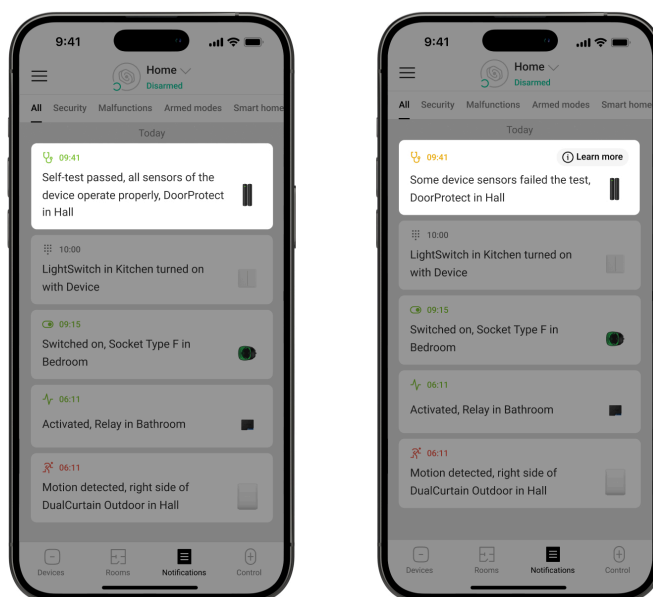 9:41
Home
Disarmed
All Security Malfunctions Armed modes Smart home
Today
09:41
Self-test passed, all sensors of the
device operate properly, DoorProtect
in Hall
10:00
LightSwitch in Kitchen turned on
with Device
09:15
Switched on, Socket Type F in
Bedroom
06:11
Activated, Relay in Bathroom
06:11
Motion detected, right side of
DualCurtain Outdoor in Hall
Devices Rooms Notifications Control
9:41
Home
Disarmed
All Security Malfunctions Armed modes Smart home
Today
09:41 Learn more
Some device sensors failed the test,
DoorProtect in Hall
10:00
LightSwitch in Kitchen turned on
with Device
09:15
Switched on, Socket Type F in
Bedroom
06:11
Activated, Relay in Bathroom
06:11
Motion detected, right side of
DualCurtain Outdoor in Hall
Devices Rooms Notifications Control